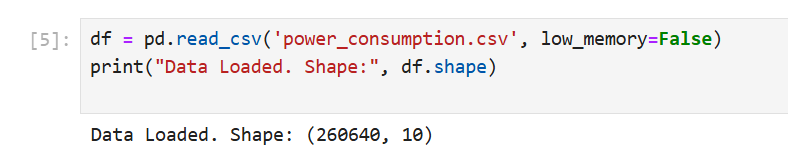 [5]: df = pd.read_csv('power_consumption.csv', low_memory=False)
print("Data Loaded. Shape:", df.shape)
Data Loaded. Shape: (260640, 10)